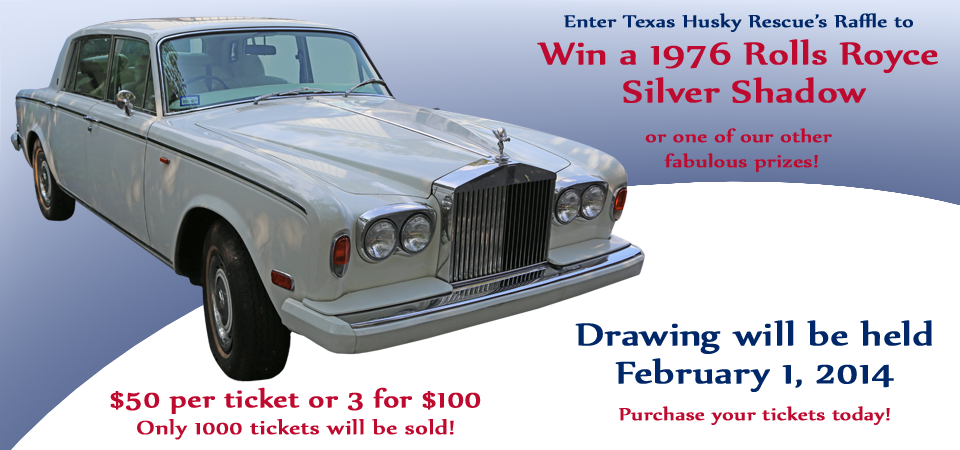 Enter Texas Husky Rescue's Raffle to
Win a 1976 Rolls Royce
Silver Shadow
or one of our other
fabulous prizes!
Drawing will be held
February 1, 2014
Purchase your tickets today!
$50 per ticket or 3 for $100
Only 1000 tickets will be sold!